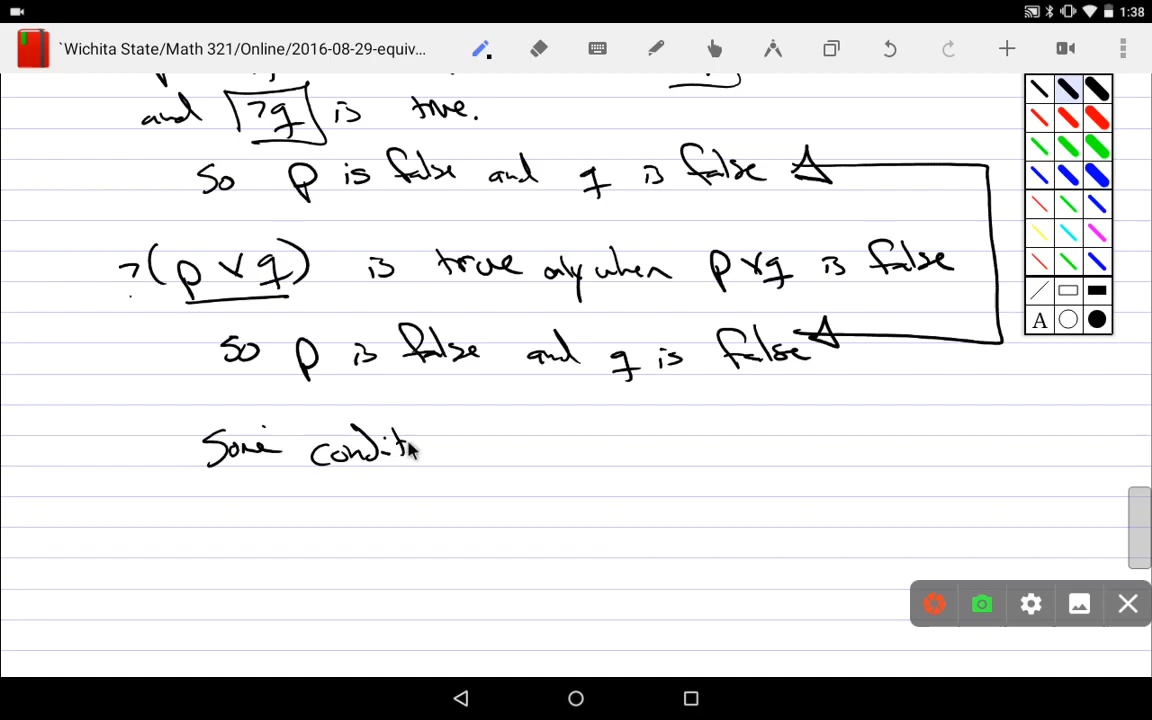 1:38
`Wichita State/Math 321/Online/2016-08-29-equiv...
and ¬q is true.
So p is false and q is false
¬(p ∨ q) is true only when p ∨ q is false
so p is false and q is false
Some condit
A